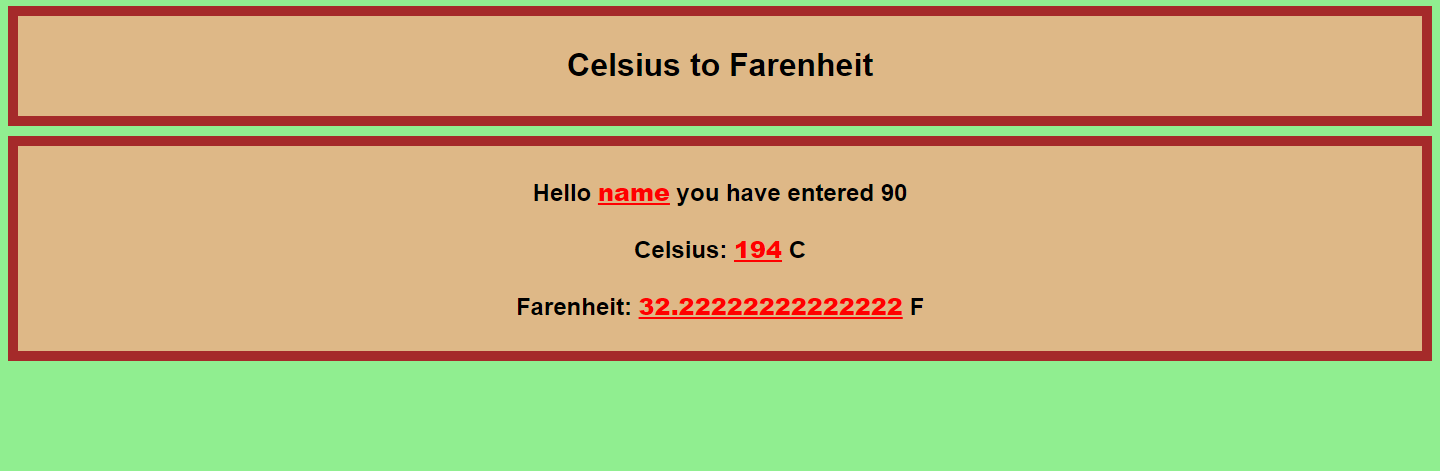 Celsius to Farenheit
Hello name you have entered 90
Celsius: 194 C
Farenheit: 32.22222222222222 F